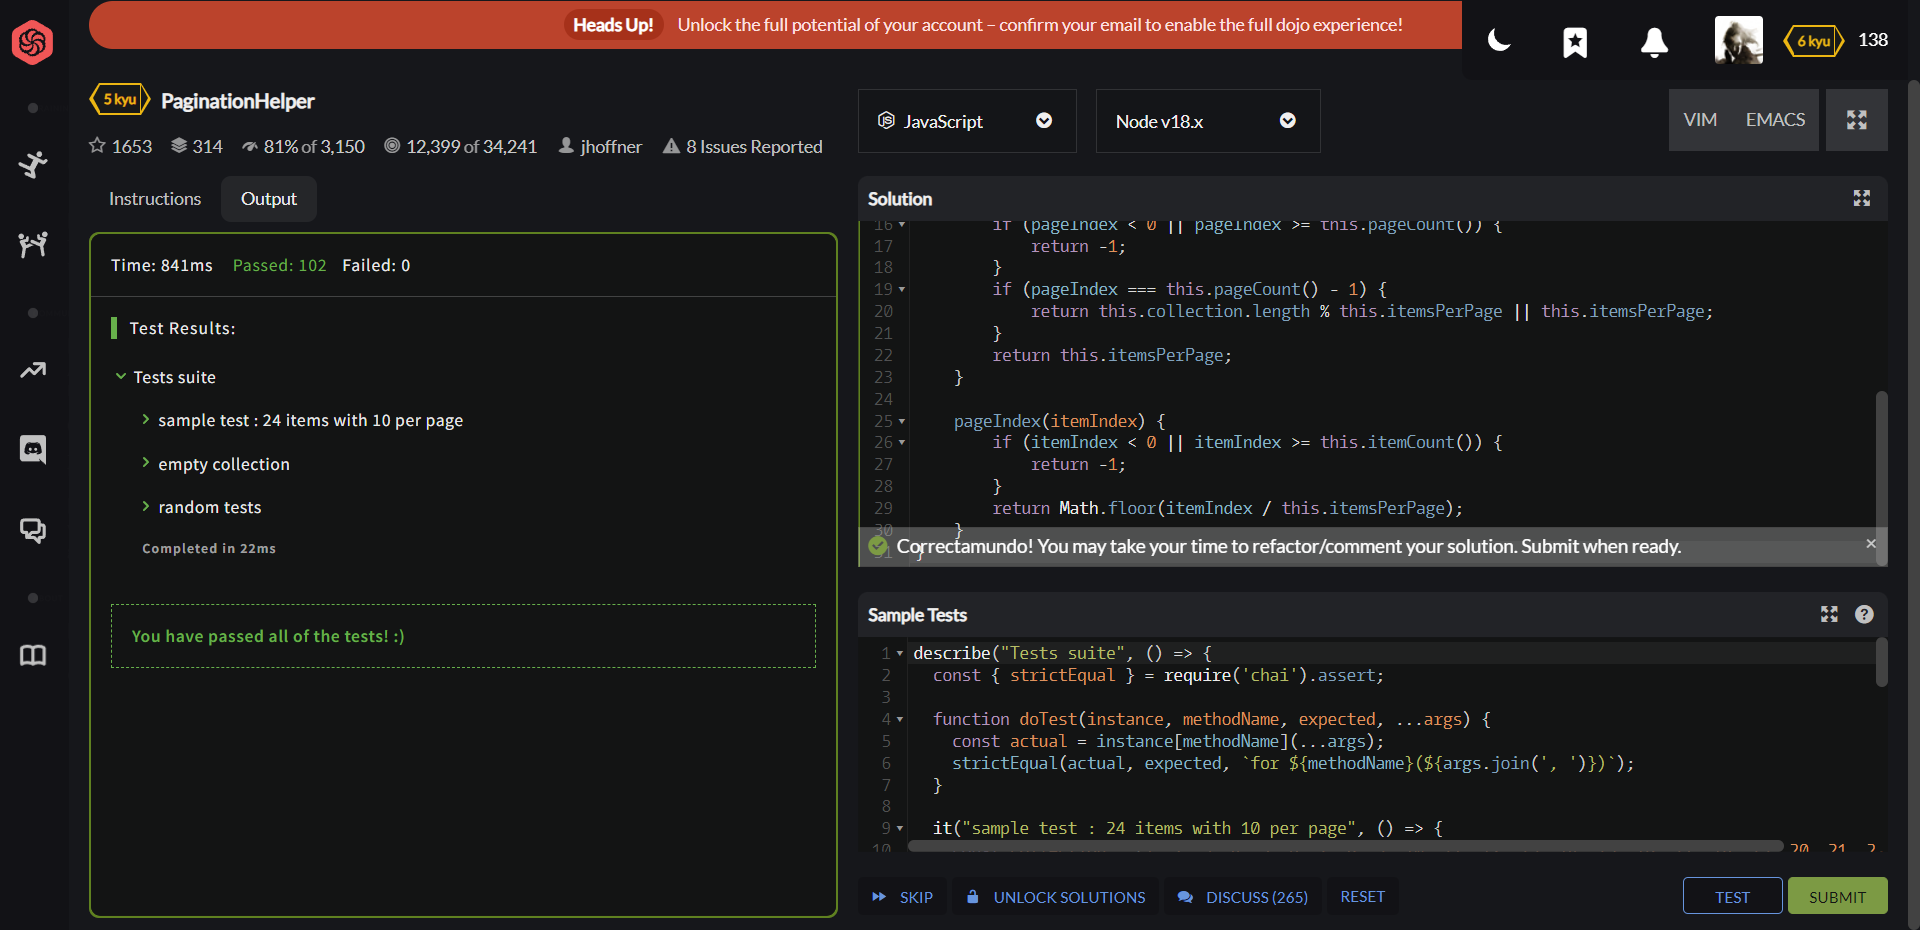 Heads Up! Unlock the full potential of your account – confirm your email to enable the full dojo experience!
6 kyu 138
5 kyu PaginationHelper
1653 314 81% of 3,150 12,399 of 34,241 jhoffner 8 Issues Reported
JavaScript
Node v18.x
VIM EMACS
Instructions Output
Time: 841ms Passed: 102 Failed: 0
Test Results:
Tests suite
sample test : 24 items with 10 per page
empty collection
random tests
Completed in 22ms
You have passed all of the tests! :)
Solution
16 if (pageIndex < 0 || pageIndex >= this.pageCount()) {
17 return -1;
18 }
19 if (pageIndex === this.pageCount() - 1) {
20 return this.collection.length % this.itemsPerPage || this.itemsPerPage;
21 }
22 return this.itemsPerPage;
23 }
24
25 pageIndex(itemIndex) {
26 if (itemIndex < 0 || itemIndex >= this.itemCount()) {
27 return -1;
28 }
29 return Math.floor(itemIndex / this.itemsPerPage);
30 }
31 }
Correctamundo! You may take your time to refactor/comment your solution. Submit when ready.
Sample Tests
1 describe("Tests suite", () => {
2 const { strictEqual } = require('chai').assert;
3
4 function doTest(instance, methodName, expected, ...args) {
5 const actual = instance[methodName](...args);
6 strictEqual(actual, expected, `for ${methodName}(${args.join(', ')})`);
7 }
8
9 it("sample test : 24 items with 10 per page", () => {
10 20, 21, 2
SKIP UNLOCK SOLUTIONS DISCUSS (265) RESET
TEST SUBMIT